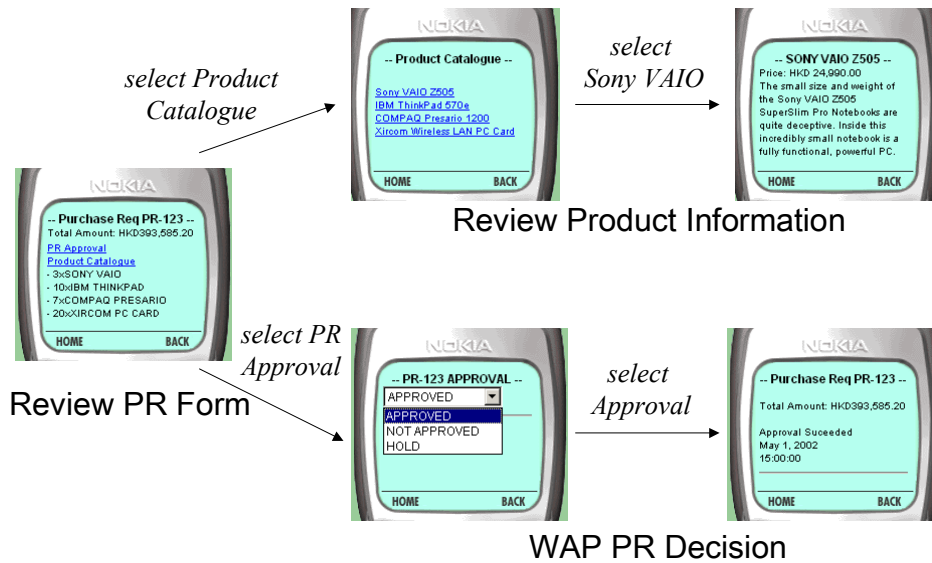 NOKIA
-- Purchase Req PR-123 --
Total Amount: HKD393,585.20
PR Approval
Product Catalogue
- 3xSONY VAIO
- 10xIBM THINKPAD
- 7xCOMPAQ PRESARIO
- 20xXIRCOM PC CARD
HOME BACK
Review PR Form
select Product
Catalogue
NOKIA
-- Product Catalogue --
Sony VAIO Z505
IBM ThinkPad 570e
COMPAQ Presario 1200
Xircom Wireless LAN PC Card
HOME BACK
select
Sony VAIO
NOKIA
-- SONY VAIO Z505 --
Price: HKD 24,990.00
The small size and weight of
the Sony VAIO Z505
SuperSlim Pro Notebooks are
quite deceptive. Inside this
incredibly small notebook is a
fully functional, powerful PC.
HOME BACK
Review Product Information
select PR
Approval
NOKIA
-- PR-123 APPROVAL --
APPROVED
APPROVED
NOT APPROVED
HOLD
HOME BACK
select
Approval
NOKIA
-- Purchase Req PR-123 --
Total Amount: HKD393,585.20
Approval Suceeded
May 1, 2002
15:00:00
HOME BACK
WAP PR Decision